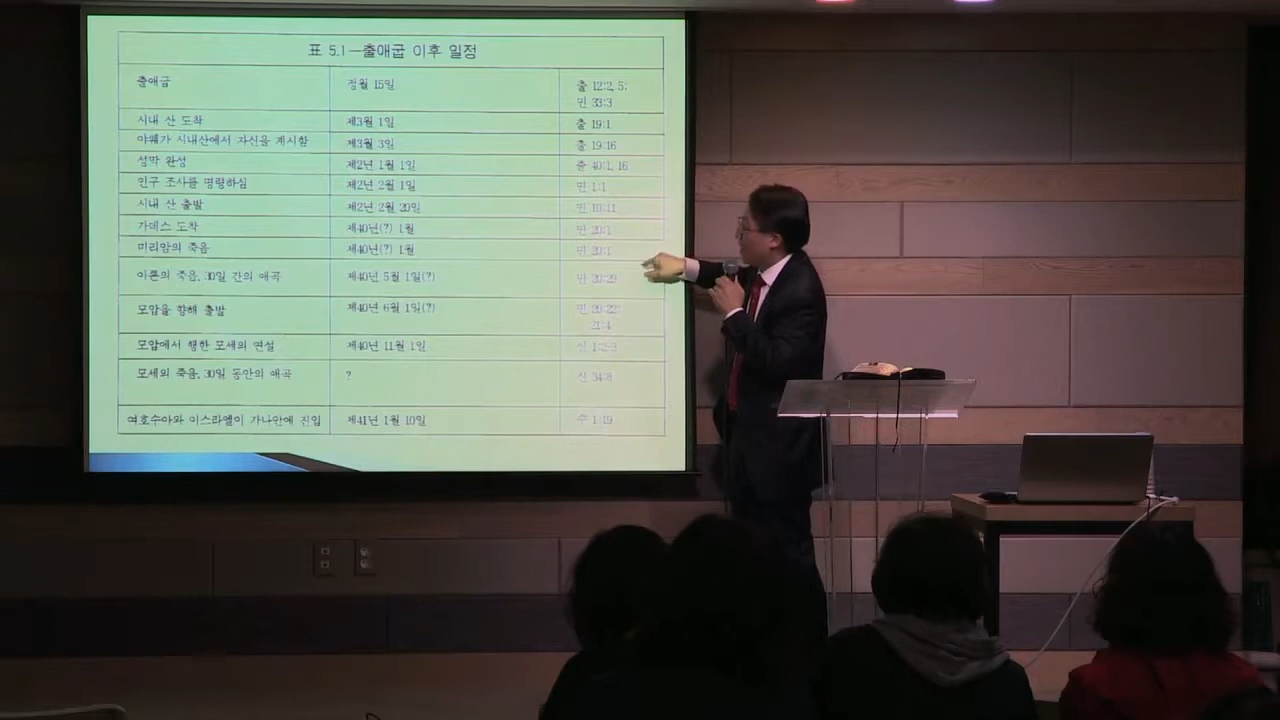 표 5.1—출애굽 이후 일정
출애굽 정월 15일 출 12:2, 5;
민 33:3
시내 산 도착 제3월 1일 출 19:1
야웨가 시내산에서 자신을 계시함 제3월 3일 출 19:16
성막 완성 제2년 1월 1일 출 40:1, 16
인구 조사를 명령하심 제2년 2월 1일 민 1:1
시내 산 출발 제2년 2월 20일 민 10:11
가데스 도착 제40년(?) 1월 민 20:1
미리암의 죽음 제40년(?) 1월 민 20:1
아론의 죽음, 30일 간의 애곡 제40년 5월 1일(?) 민 20:29
모압을 향해 출발 제40년 6월 1일(?) 민 20:22;
21:4
모압에서 행한 모세의 연설 제40년 11월 1일 신 1:2-3
모세의 죽음, 30일 동안의 애곡 ? 신 34:8
여호수아와 이스라엘이 가나안에 진입 제41년 1월 10일 수 1:19